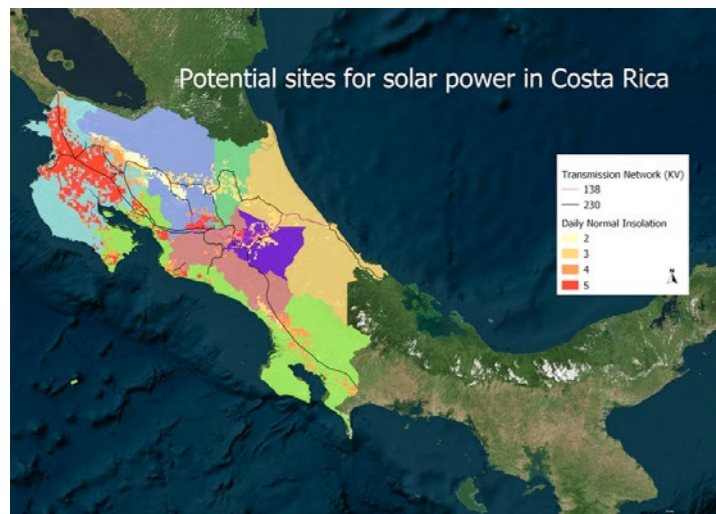 Potential sites for solar power in Costa Rica
Transmission Network (KV)
138
230
Daily Normal Insolation
2
3
4
5